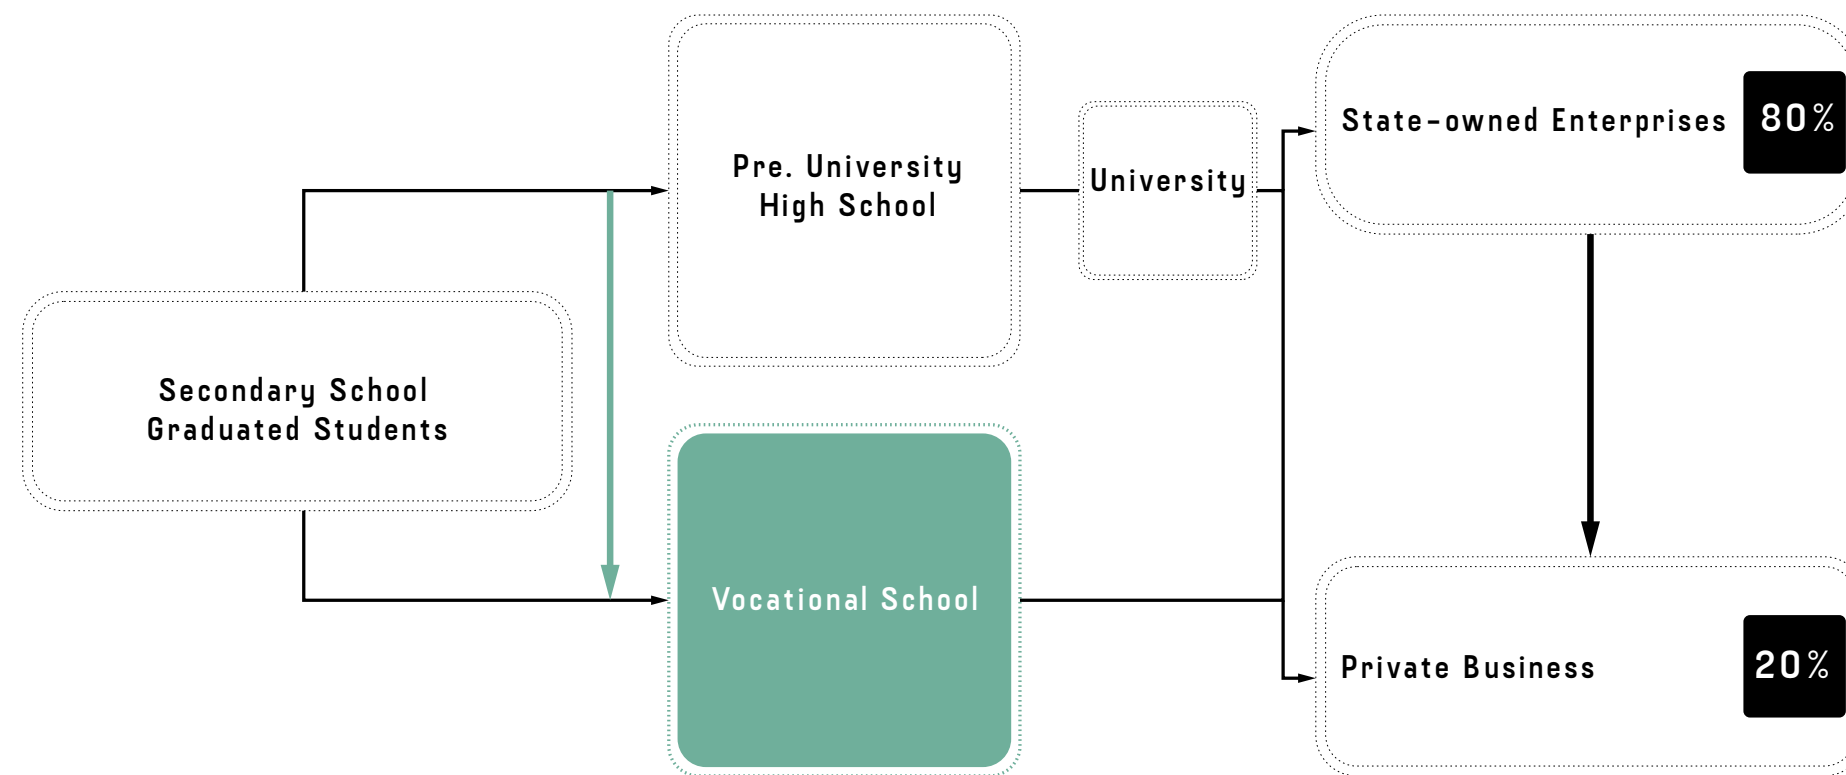 Secondary School
Graduated Students
Pre. University
High School
Vocational School
University
State-owned Enterprises
80%
Private Business
20%